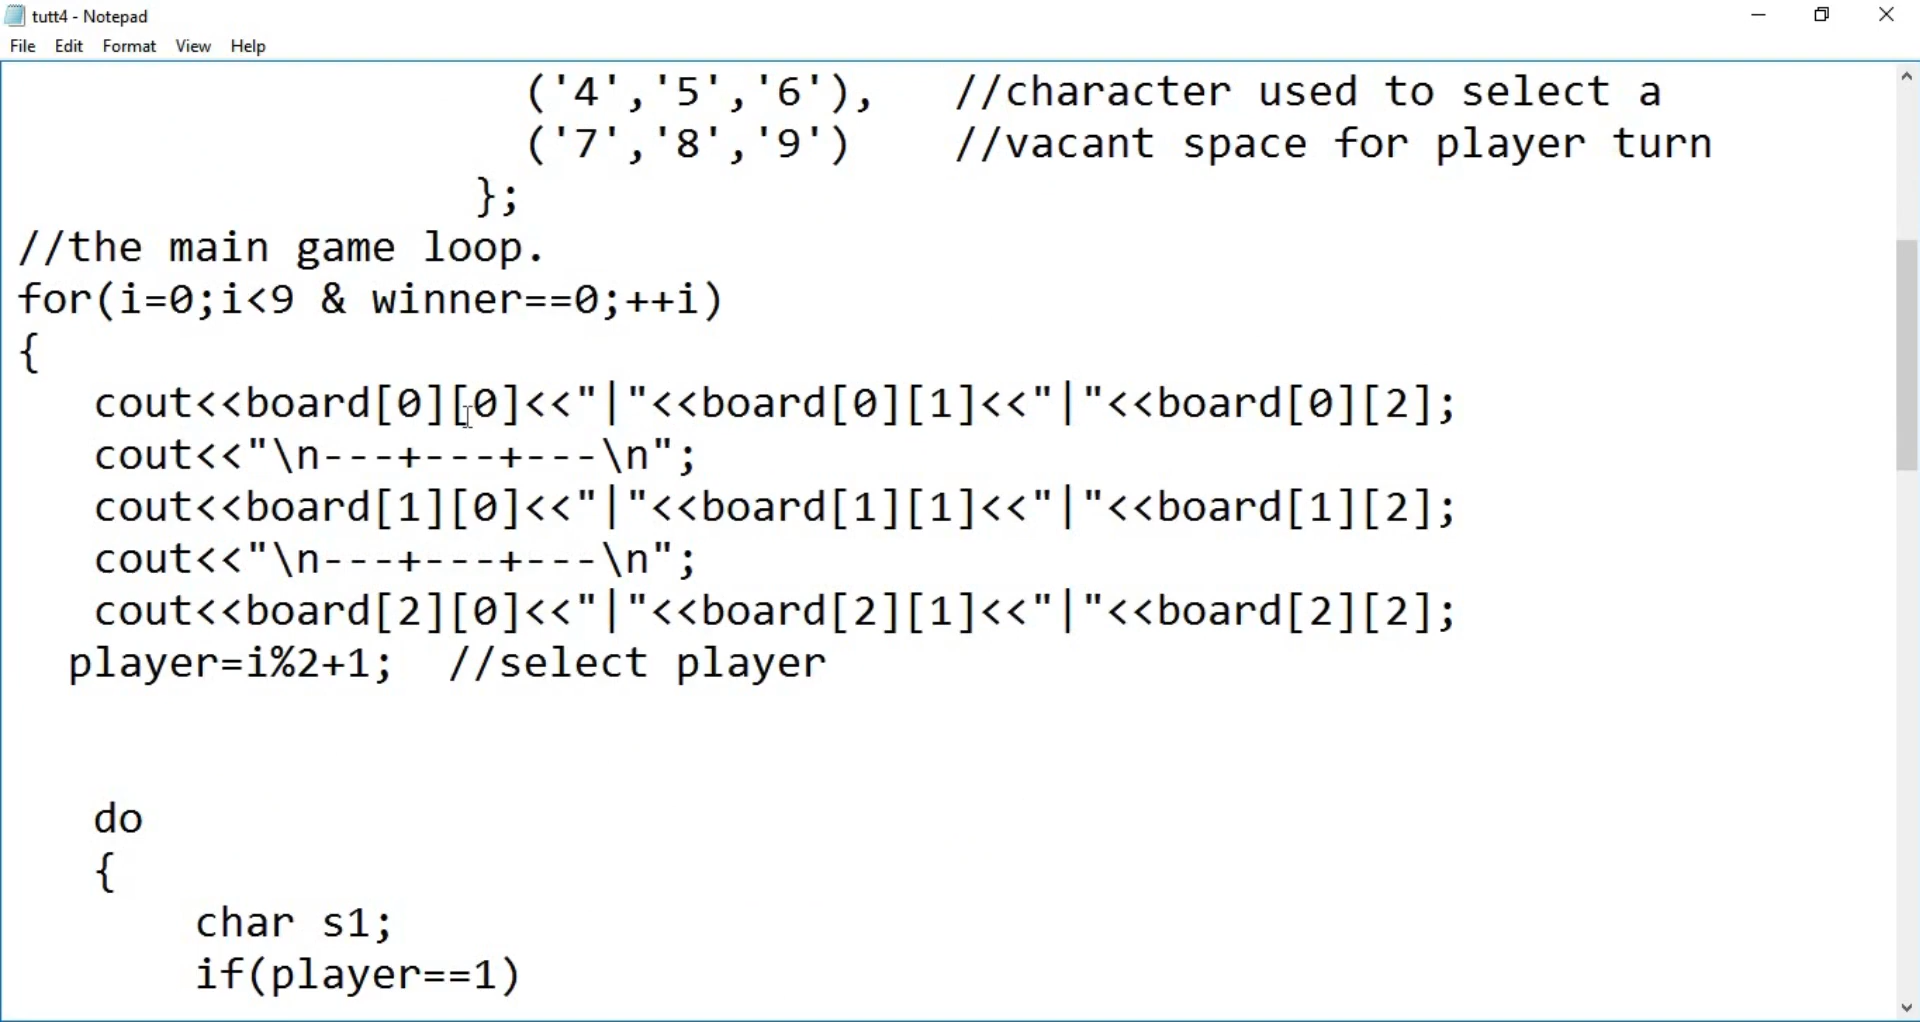 tutt4 - Notepad
File Edit Format View Help
('4','5','6'), //character used to select a
('7','8','9') //vacant space for player turn
};
//the main game loop.
for(i=0;i<9 & winner==0;++i)
{
cout<<board[0][0]<<"|"<<board[0][1]<<"|"<<board[0][2];
cout<<"\n---+---+---\n";
cout<<board[1][0]<<"|"<<board[1][1]<<"|"<<board[1][2];
cout<<"\n---+---+---\n";
cout<<board[2][0]<<"|"<<board[2][1]<<"|"<<board[2][2];
player=i%2+1; //select player
do
{
char s1;
if(player==1)